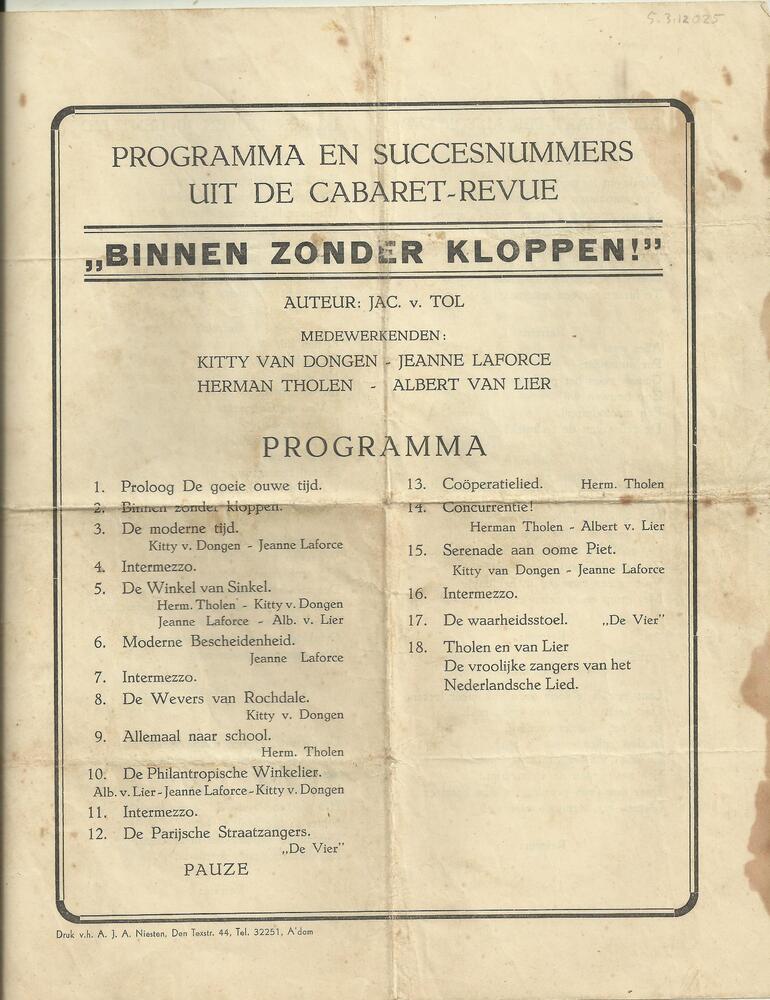 5.3.12025
PROGRAMMA EN SUCCESNUMMERS
UIT DE CABARET-REVUE
„BINNEN ZONDER KLOPPEN!”
AUTEUR: JAC. v. TOL
MEDEWERKENDEN:
KITTY VAN DONGEN - JEANNE LAFORCE
HERMAN THOLEN - ALBERT VAN LIER
PROGRAMMA
1. Proloog De goeie ouwe tijd.
2. Binnen zonder kloppen.
3. De moderne tijd.
Kitty v. Dongen - Jeanne Laforce
4. Intermezzo.
5. De Winkel van Sinkel.
Herm. Tholen - Kitty v. Dongen
Jeanne Laforce - Alb. v. Lier
6. Moderne Bescheidenheid.
Jeanne Laforce
7. Intermezzo.
8. De Wevers van Rochdale.
Kitty v. Dongen
9. Allemaal naar school.
Herm. Tholen
10. De Philantropische Winkelier.
Alb. v. Lier - Jeanne Laforce - Kitty v. Dongen
11. Intermezzo.
12. De Parijsche Straatzangers.
„De Vier”
PAUZE
13. Coöperatielied. Herm. Tholen
14. Concurrentie!
Herman Tholen - Albert v. Lier
15. Serenade aan oome Piet.
Kitty van Dongen - Jeanne Laforce
16. Intermezzo.
17. De waarheidsstoel. „De Vier”
18. Tholen en van Lier
De vroolijke zangers van het
Nederlandsche Lied.
Druk v.h. A. J. A. Niesten, Den Texstr. 44, Tel. 32251, A'dam